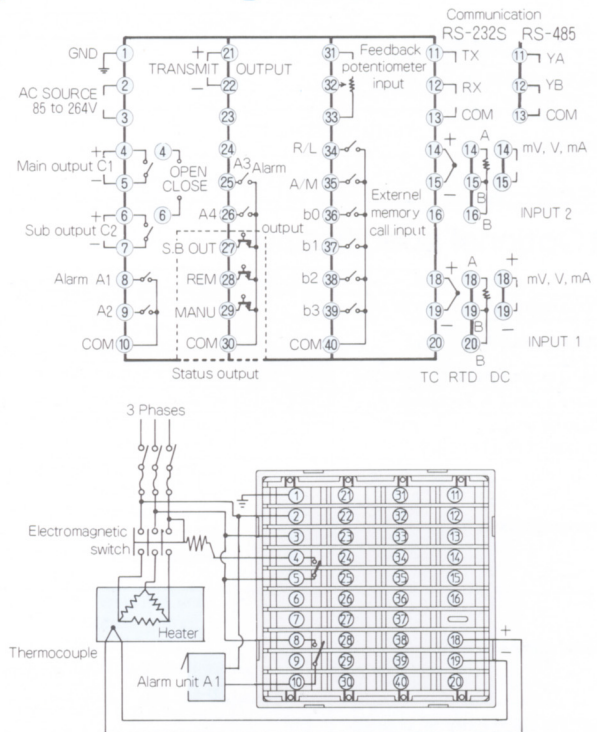 Communication
RS-232S RS-485
GND 1 + 21 TRANSMIT OUTPUT 31 Feedback potentiometer input 11 TX 11 YA
AC SOURCE 85 to 264V 2 − 22 32 12 RX 12 YB
3 23 33 13 COM 13 COM
Main output C1 + 4 4 OPEN CLOSE 24 R/L 34 14 + A 14 14 mV, V, mA
− 5 A3 Alarm output 25 A/M 35 15 − 15 B 15
Sub output C2 + 6 6 A4 26 b0 36 Externel memory call input 16 16 B INPUT 2
− 7 S.B OUT 27 b1 37
Alarm A1 8 REM 28 b2 38 18 + A 18 18 + mV, V, mA
A2 9 MANU 29 b3 39 19 − 19 B 19 −
COM 10 COM 30 COM 40 20 20 B INPUT 1
Status output
TC RTD DC
3 Phases
Electromagnetic switch
Heater
Thermocouple
Alarm unit A1
1 21 31 11
2 22 32 12
3 23 33 13
4 24 34 14
5 25 35 15
6 26 36 16
7 27 37
8 28 38 18 +
9 29 39 19 −
10 30 40 20